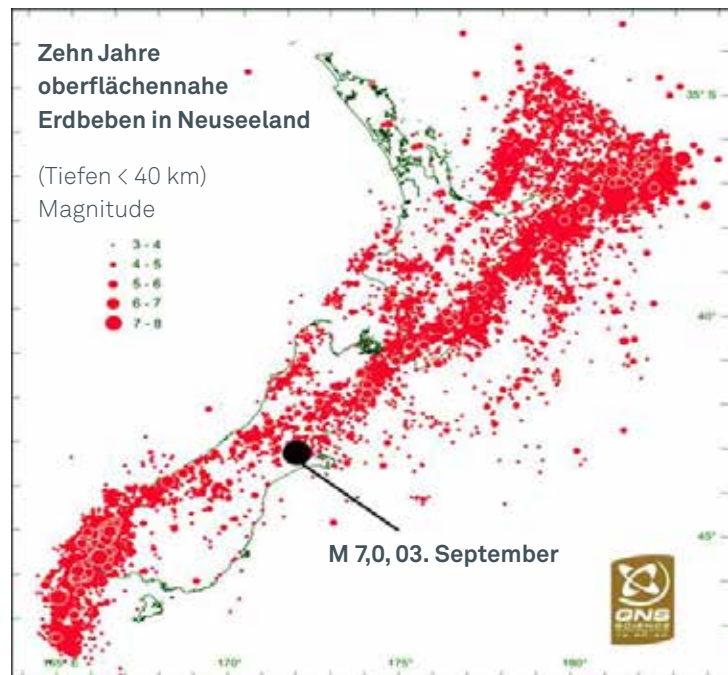 Zehn Jahre
oberflächennahe
Erdbeben in Neuseeland
(Tiefen < 40 km)
Magnitude
3 - 4
4 - 5
5 - 6
6 - 7
7 - 8
35° S
40°
45°
M 7,0, 03. September
GNS
SCIENCE
165° E
170°
175°
180°